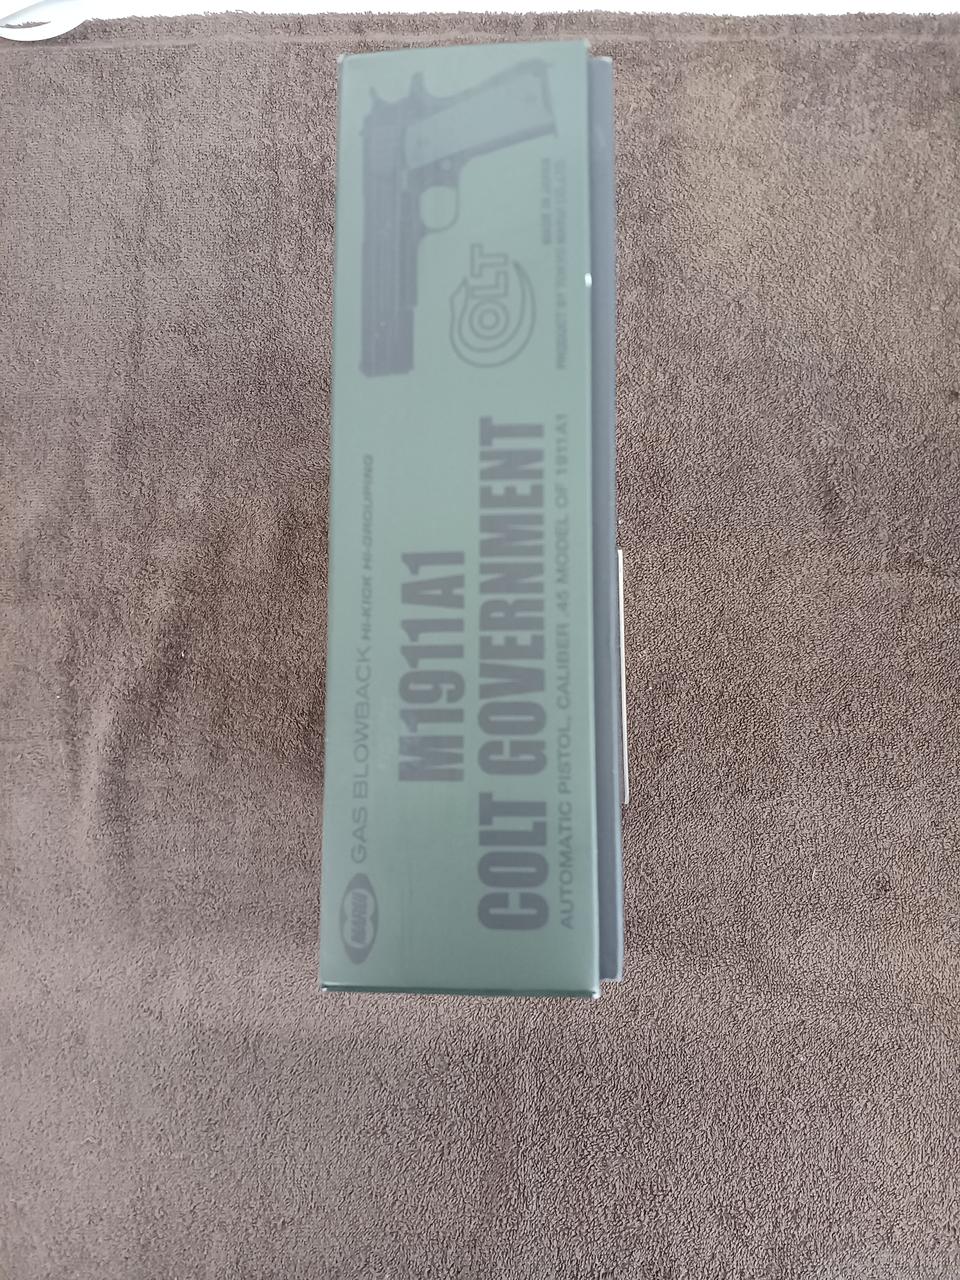 MARUI
GAS BLOWBACK HI-KICK HI-GROUPING
M1911A1
COLT GOVERNMENT
AUTOMATIC PISTOL, CALIBER .45 MODEL OF 1911A1
COLT
MADE IN JAPAN
PRODUCT BY TOKYO MARUI CO.,LTD.